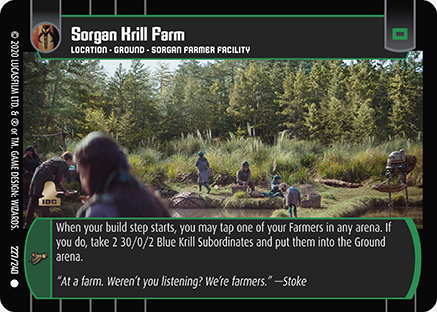 Sorgan Krill Farm
LOCATION - GROUND - SORGAN FARMER FACILITY
© 2020 LUCASFILM LTD. & ® OR TM. GAME DESIGN WIZARDS.
227/240
IDC
When your build step starts, you may tap one of your Farmers in any arena. If
you do, take 2 30/0/2 Blue Krill Subordinates and put them into the Ground
arena.
“At a farm. Weren’t you listening? We’re farmers.” —Stoke